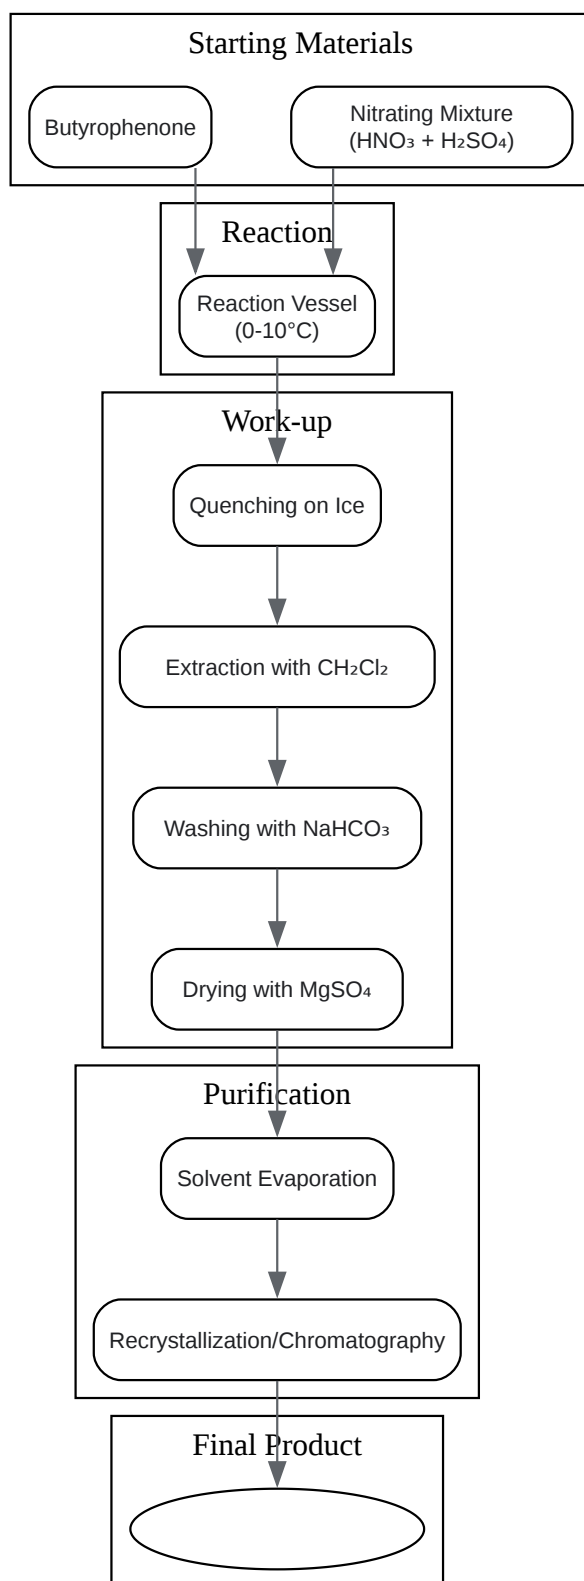 Starting Materials
Butyrophenone
Nitrating Mixture
(HNO₃ + H₂SO₄)
Reaction
Reaction Vessel
(0-10°C)
Work-up
Quenching on Ice
Extraction with CH₂Cl₂
Washing with NaHCO₃
Drying with MgSO₄
Purification
Solvent Evaporation
Recrystallization/Chromatography
Final Product